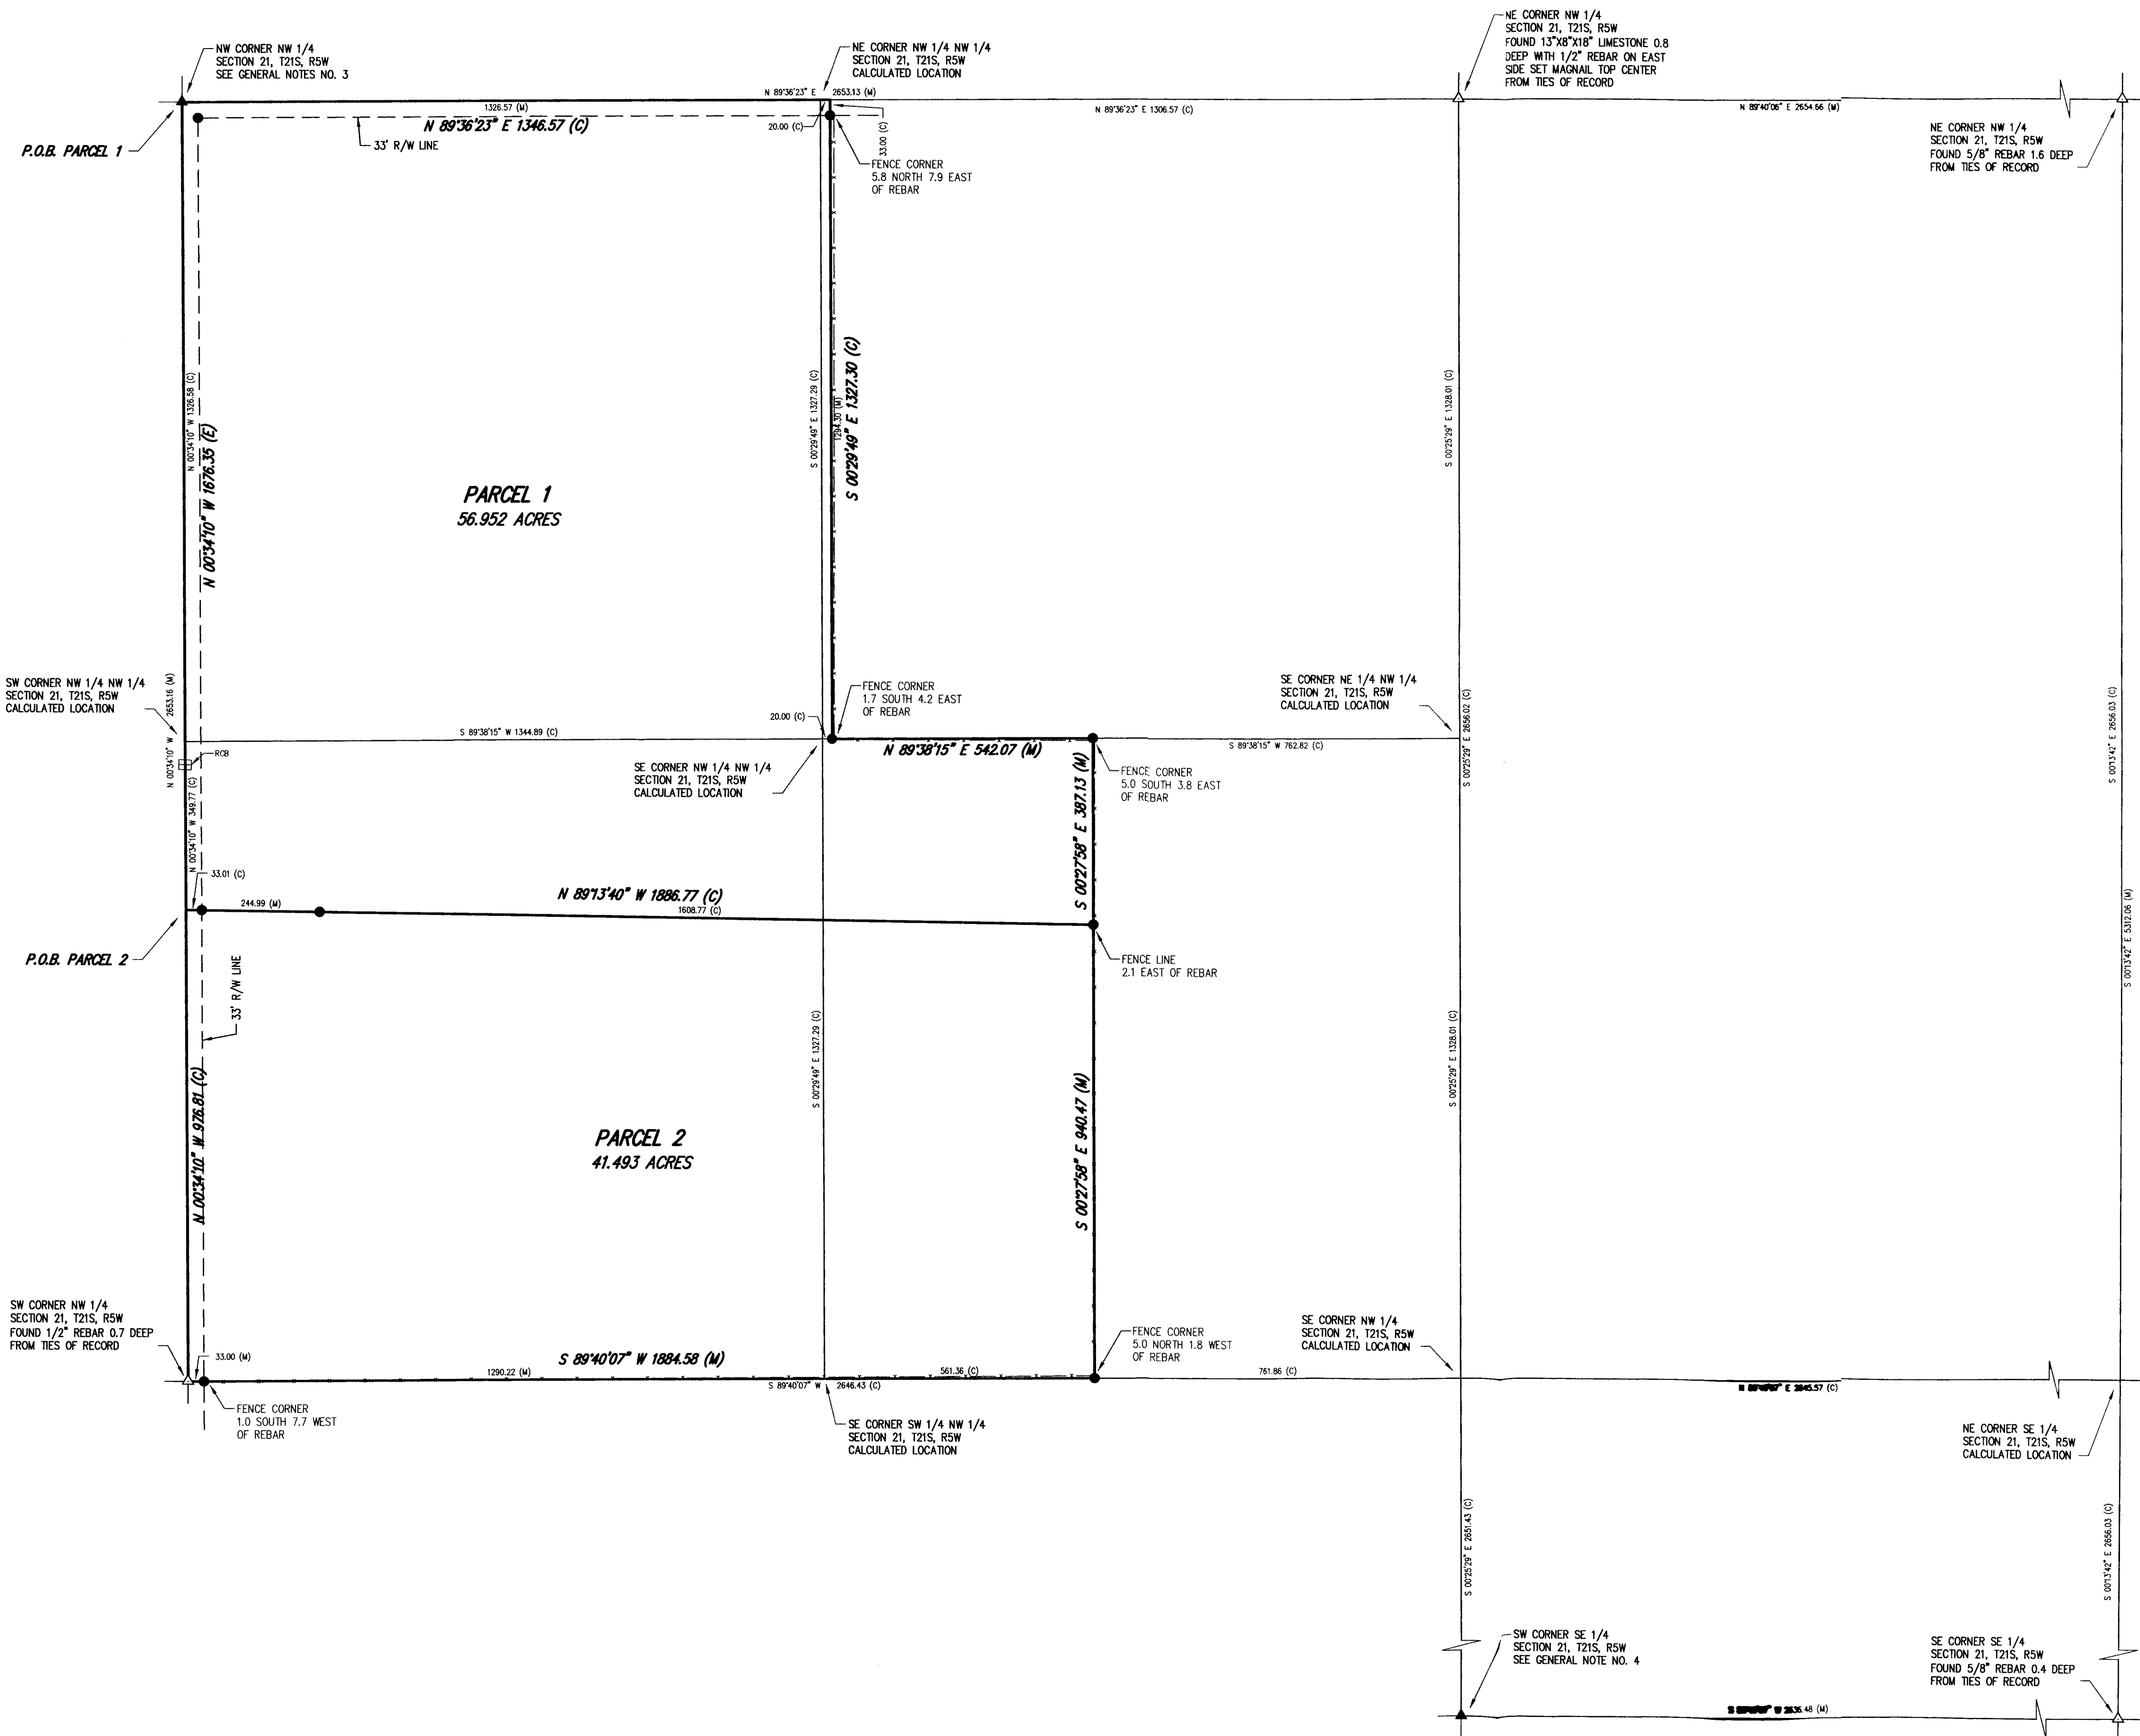 NW CORNER NW 1/4
SECTION 21, T21S, R5W
SEE GENERAL NOTES NO. 3
NE CORNER NW 1/4 NW 1/4
SECTION 21, T21S, R5W
CALCULATED LOCATION
NE CORNER NW 1/4
SECTION 21, T21S, R5W
FOUND 13"X8"X18" LIMESTONE 0.8
DEEP WITH 1/2" REBAR ON EAST
SIDE SET MAGNAIL TOP CENTER
FROM TIES OF RECORD
N 89°36'23" E 2653.13 (M)
1326.57 (M)
N 89°36'23" E 1306.57 (C)
N 89°40'06" E 2654.66 (M)
N 89°36'23" E 1346.57 (C)
20.00 (C)
33.00 (C)
33' R/W LINE
P.O.B. PARCEL 1
NE CORNER NW 1/4
SECTION 21, T21S, R5W
FOUND 5/8" REBAR 1.6 DEEP
FROM TIES OF RECORD
FENCE CORNER
5.8 NORTH 7.9 EAST
OF REBAR
N 00°34'10" W 1326.58 (C)
N 00°34'10" W 1676.35 (E)
S 00°29'49" E 1327.29 (C)
1294.30 (M)
S 00°29'49" E 1327.30 (C)
S 00°25'29" E 1328.01 (C)
PARCEL 1
56.952 ACRES
SW CORNER NW 1/4 NW 1/4
SECTION 21, T21S, R5W
CALCULATED LOCATION
N 00°34'10" W 2653.16 (M)
FENCE CORNER
1.7 SOUTH 4.2 EAST
OF REBAR
SE CORNER NE 1/4 NW 1/4
SECTION 21, T21S, R5W
CALCULATED LOCATION
S 00°25'29" E 2656.02 (C)
S 00°13'42" E 2656.03 (C)
20.00 (C)
S 89°38'15" W 1344.89 (C)
N 89°38'15" E 542.07 (M)
S 89°38'15" W 762.82 (C)
RCB
SE CORNER NW 1/4 NW 1/4
SECTION 21, T21S, R5W
CALCULATED LOCATION
FENCE CORNER
5.0 SOUTH 3.8 EAST
OF REBAR
N 00°34'10" W 349.77 (C)
S 00°27'58" E 387.13 (M)
33.01 (C)
244.99 (M)
N 89°13'40" W 1886.77 (C)
1608.77 (C)
S 00°13'42" E 5312.06 (M)
P.O.B. PARCEL 2
FENCE LINE
2.1 EAST OF REBAR
33' R/W LINE
S 00°29'49" E 1327.29 (C)
S 00°25'29" E 1328.01 (C)
N 00°34'10" W 976.81 (C)
S 00°27'58" E 940.47 (M)
PARCEL 2
41.493 ACRES
SW CORNER NW 1/4
SECTION 21, T21S, R5W
FOUND 1/2" REBAR 0.7 DEEP
FROM TIES OF RECORD
FENCE CORNER
5.0 NORTH 1.8 WEST
OF REBAR
SE CORNER NW 1/4
SECTION 21, T21S, R5W
CALCULATED LOCATION
33.00 (M)
S 89°40'07" W 1884.58 (M)
1290.22 (M)
561.36 (C)
761.86 (C)
S 89°40'07" W 2646.43 (C)
E 2645.57 (C)
FENCE CORNER
1.0 SOUTH 7.7 WEST
OF REBAR
SE CORNER SW 1/4 NW 1/4
SECTION 21, T21S, R5W
CALCULATED LOCATION
NE CORNER SE 1/4
SECTION 21, T21S, R5W
CALCULATED LOCATION
S 00°25'29" E 2651.43 (C)
S 00°13'42" E 2656.03 (C)
SW CORNER SE 1/4
SECTION 21, T21S, R5W
SEE GENERAL NOTE NO. 4
SE CORNER SE 1/4
SECTION 21, T21S, R5W
FOUND 5/8" REBAR 0.4 DEEP
FROM TIES OF RECORD
W 2636.48 (M)